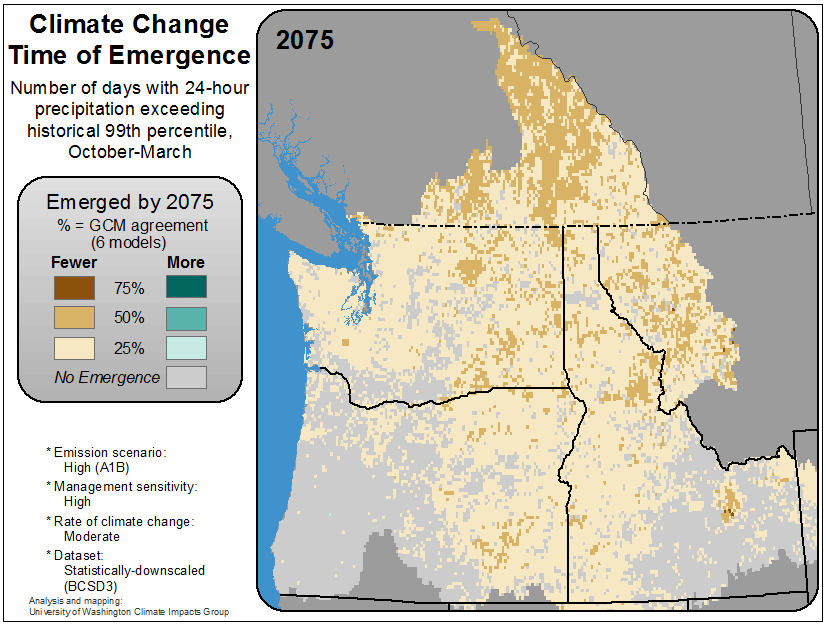 Climate Change
Time of Emergence
Number of days with 24-hour
precipitation exceeding
historical 99th percentile,
October-March
Emerged by 2075
% = GCM agreement
(6 models)
Fewer More
75%
50%
25%
No Emergence
* Emission scenario:
High (A1B)
* Management sensitivity:
High
* Rate of climate change:
Moderate
* Dataset:
Statistically-downscaled
(BCSD3)
Analysis and mapping:
University of Washington Climate Impacts Group
2075